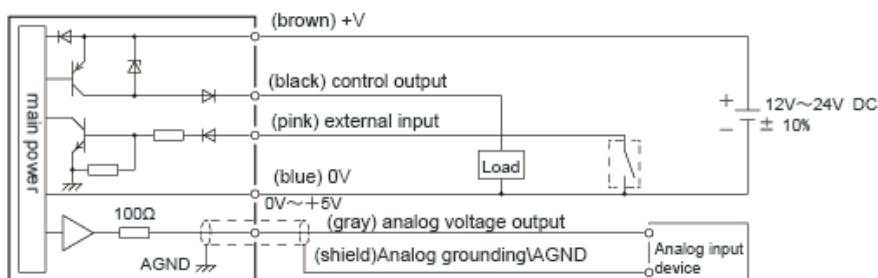 (brown) +V
(black) control output
(pink) external input
main power
+
12V～24V DC
−
± 10%
Load
(blue) 0V
0V～+5V
100Ω
(gray) analog voltage output
(shield)Analog grounding\AGND
AGND
Analog input
device